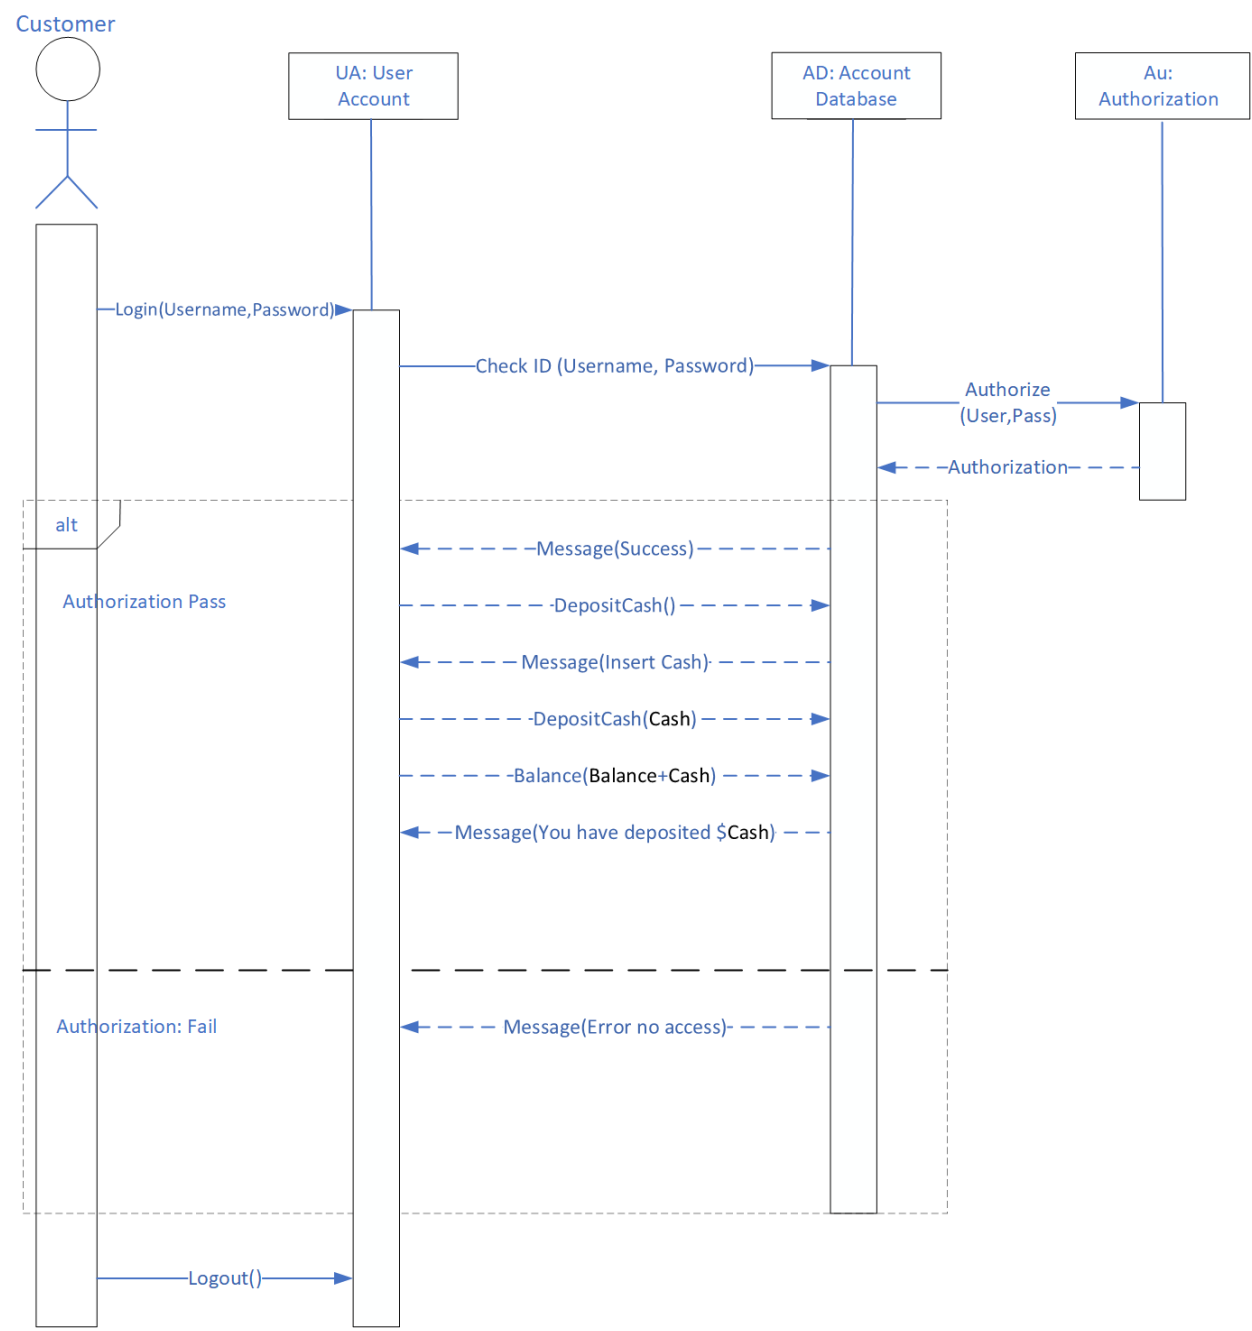 Customer
UA: User
Account
AD: Account
Database
Au:
Authorization
Login(Username,Password)
Check ID (Username, Password)
Authorize
(User,Pass)
Authorization
alt
Message(Success)
Authorization Pass
DepositCash()
Message(Insert Cash)
DepositCash(Cash)
Balance(Balance+Cash)
Message(You have deposited $Cash)
Authorization: Fail
Message(Error no access)
Logout()